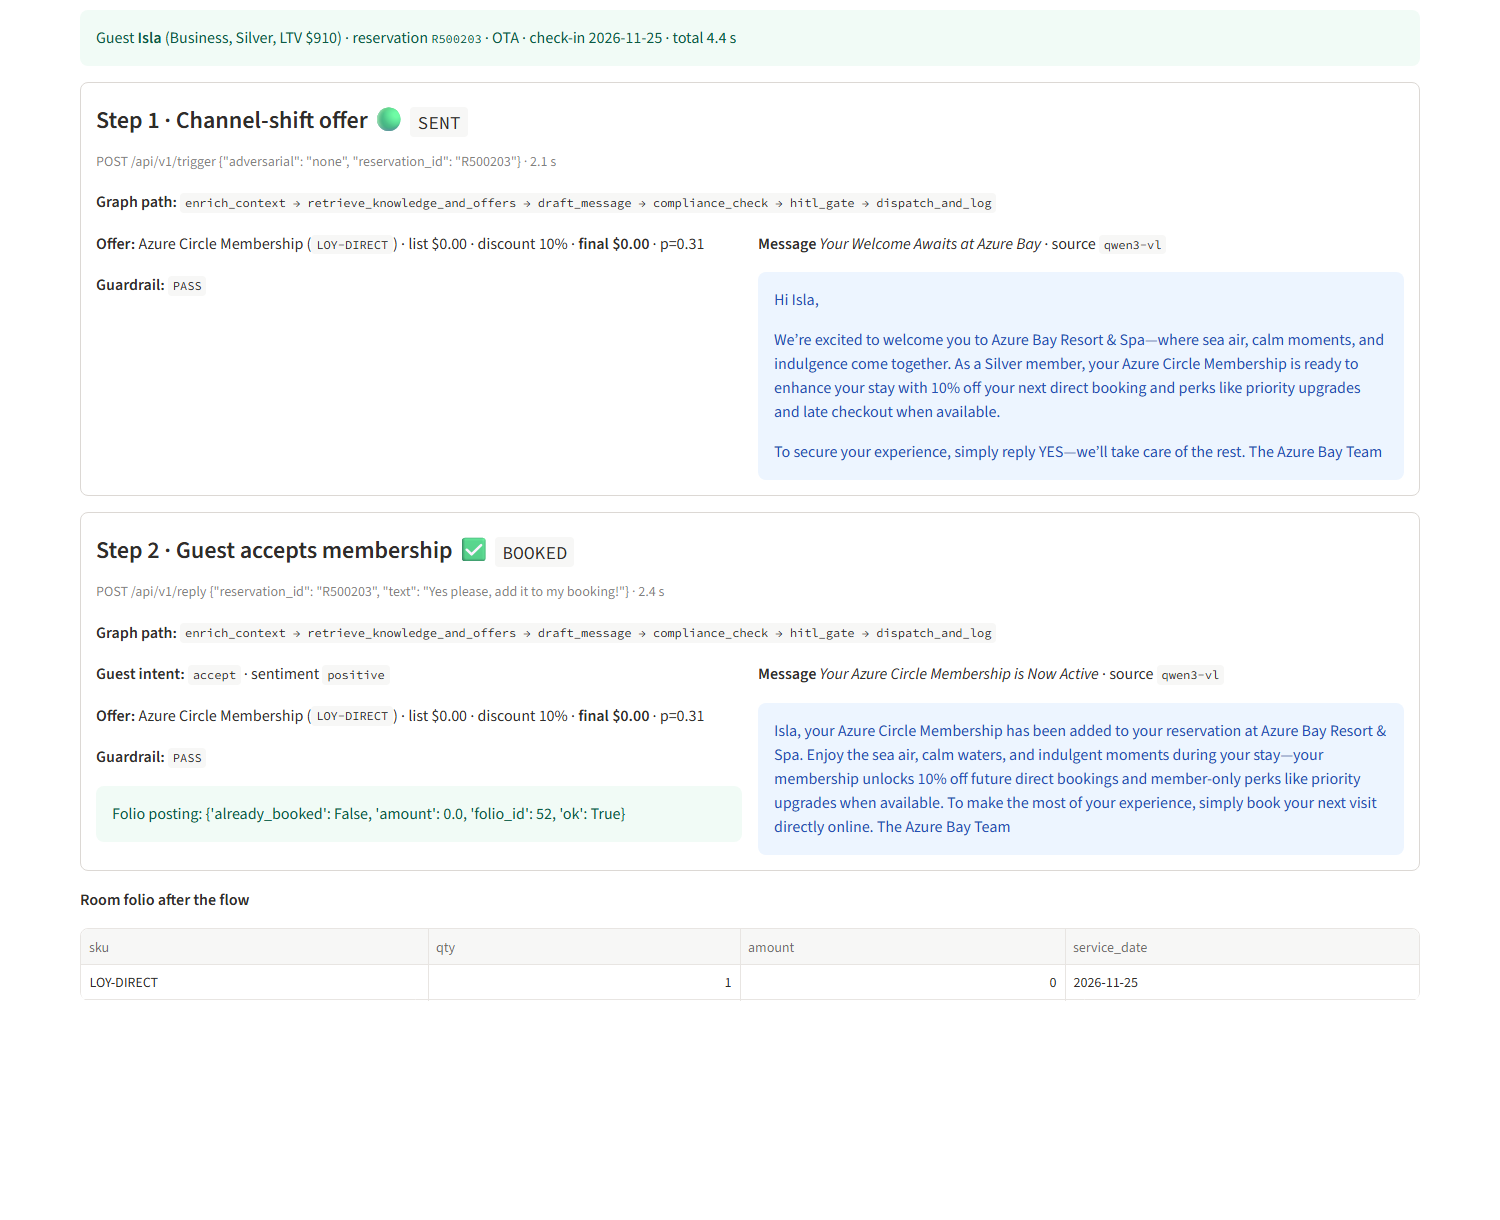 Guest Isla (Business, Silver, LTV $910) · reservation R500203 · OTA · check-in 2026-11-25 · total 4.4 s
Step 1 · Channel-shift offer 🟢 SENT
POST /api/v1/trigger {"adversarial": "none", "reservation_id": "R500203"} · 2.1 s
Graph path: enrich_context → retrieve_knowledge_and_offers → draft_message → compliance_check → hitl_gate → dispatch_and_log
Offer: Azure Circle Membership ( LOY-DIRECT ) · list $0.00 · discount 10% · final $0.00 · p=0.31
Guardrail: PASS
Message Your Welcome Awaits at Azure Bay · source qwen3-vl
Hi Isla,
We’re excited to welcome you to Azure Bay Resort & Spa—where sea air, calm moments, and
indulgence come together. As a Silver member, your Azure Circle Membership is ready to
enhance your stay with 10% off your next direct booking and perks like priority upgrades
and late checkout when available.
To secure your experience, simply reply YES—we’ll take care of the rest. The Azure Bay Team
Step 2 · Guest accepts membership ✅ BOOKED
POST /api/v1/reply {"reservation_id": "R500203", "text": "Yes please, add it to my booking!"} · 2.4 s
Graph path: enrich_context → retrieve_knowledge_and_offers → draft_message → compliance_check → hitl_gate → dispatch_and_log
Guest intent: accept · sentiment positive
Offer: Azure Circle Membership ( LOY-DIRECT ) · list $0.00 · discount 10% · final $0.00 · p=0.31
Guardrail: PASS
Folio posting: {'already_booked': False, 'amount': 0.0, 'folio_id': 52, 'ok': True}
Message Your Azure Circle Membership is Now Active · source qwen3-vl
Isla, your Azure Circle Membership has been added to your reservation at Azure Bay Resort &
Spa. Enjoy the sea air, calm waters, and indulgent moments during your stay—your
membership unlocks 10% off future direct bookings and member-only perks like priority
upgrades when available. To make the most of your experience, simply book your next visit
directly online. The Azure Bay Team
Room folio after the flow
sku qty amount service_date
LOY-DIRECT 1 0 2026-11-25